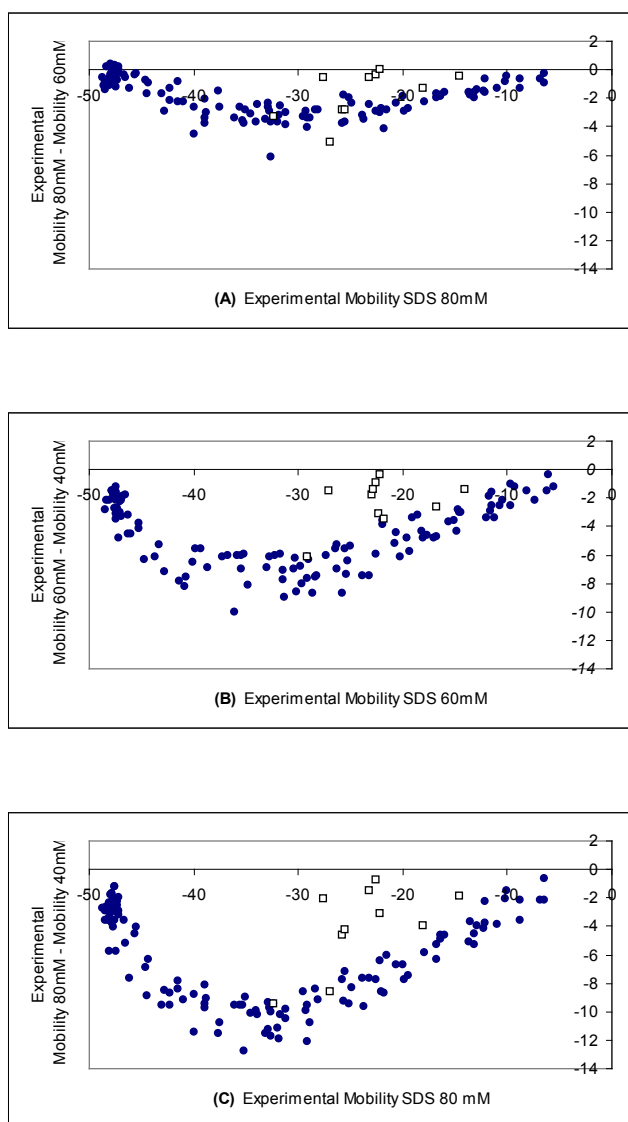 Experimental
Mobility 80mM - Mobility 60mM
2
0
-2
-4
-6
-8
-10
-12
-14
-50 -40 -30 -20 -10 0
(A) Experimental Mobility SDS 80mM
Experimental
Mobility 60mM - Mobility 40mM
2
0
-2
-4
-6
-8
-10
-12
-14
-50 -40 -30 -20 -10 0
(B) Experimental Mobility SDS 60mM
Experimental
Mobility 80mM - Mobility 40mM
2
0
-2
-4
-6
-8
-10
-12
-14
-50 -40 -30 -20 -10 0
(C) Experimental Mobility SDS 80 mM